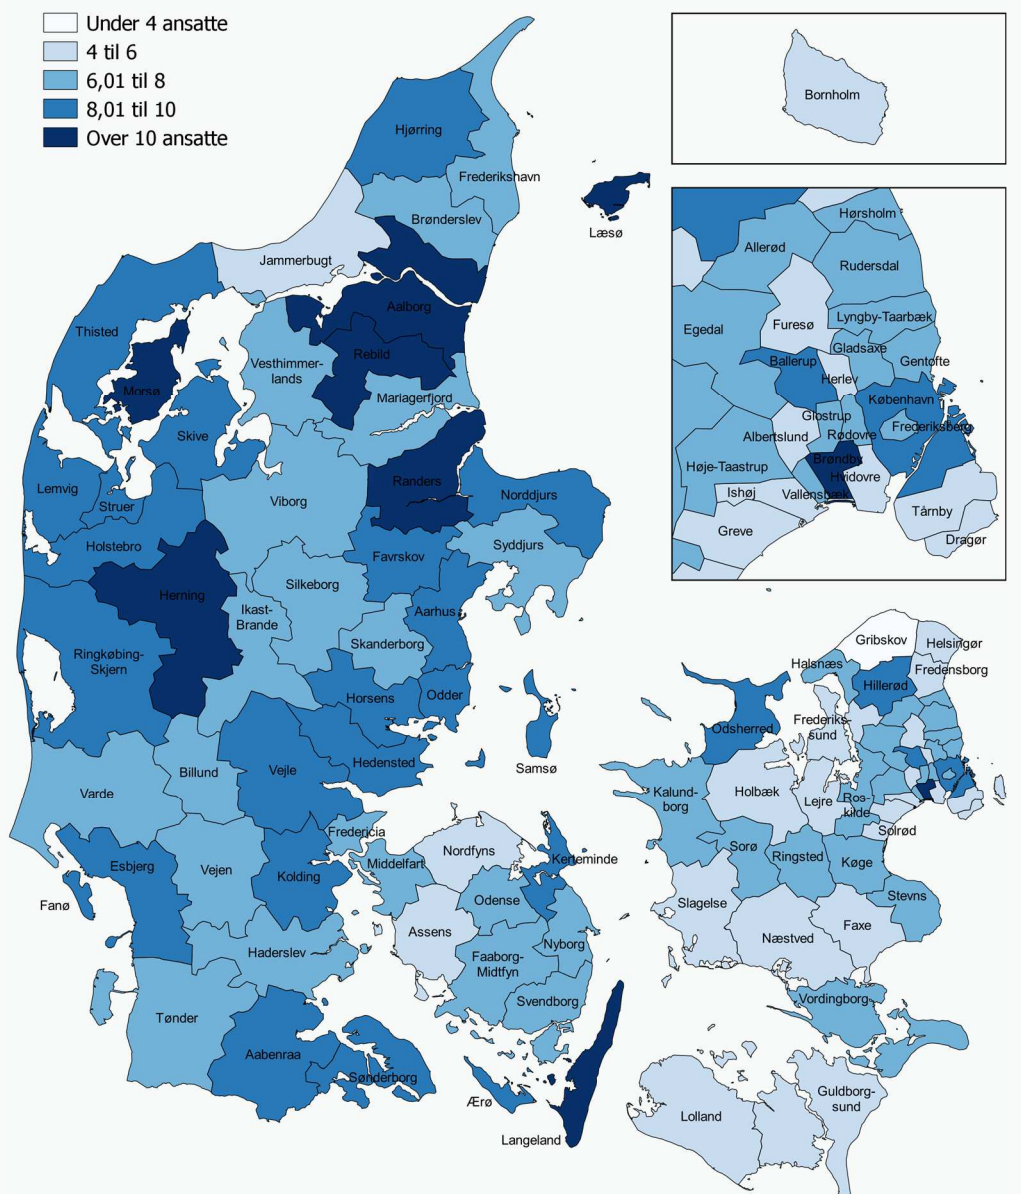 Under 4 ansatte
4 til 6
6,01 til 8
8,01 til 10
Over 10 ansatte
Bornholm
Hjørring
Frederikshavn
Brønderslev
Læsø
Jammerbugt
Aalborg
Thisted
Rebild
Vesthimmer-
lands
Morsø
Mariagerfjord
Skive
Randers
Lemvig
Struer
Viborg
Norddjurs
Holstebro
Favrskov
Syddjurs
Silkeborg
Herning
Ikast-
Brande
Aarhus
Skanderborg
Ringkøbing-
Skjern
Horsens
Odder
Hedensted
Samsø
Vejle
Billund
Varde
Fredericia
Esbjerg
Vejen
Kolding
Fanø
Haderslev
Tønder
Aabenraa
Sønderborg
Middelfart
Nordfyns
Kerteminde
Odense
Assens
Nyborg
Faaborg-
Midtfyn
Svendborg
Ærø
Langeland
Hørsholm
Allerød
Rudersdal
Egedal
Furesø
Lyngby-Taarbæk
Gladsaxe
Gentofte
Ballerup
Herlev
København
Glostrup
Frederiksberg
Albertslund
Rødovre
Høje-Taastrup
Brøndby
Hvidovre
Ishøj
Vallensbæk
Greve
Tårnby
Dragør
Gribskov
Helsingør
Halsnæs
Fredensborg
Hillerød
Odsherred
Frederiks-
sund
Kalund-
borg
Holbæk
Lejre
Ros-
kilde
Solrød
Sorø
Ringsted
Køge
Stevns
Slagelse
Næstved
Faxe
Vordingborg
Lolland
Guldborg-
sund